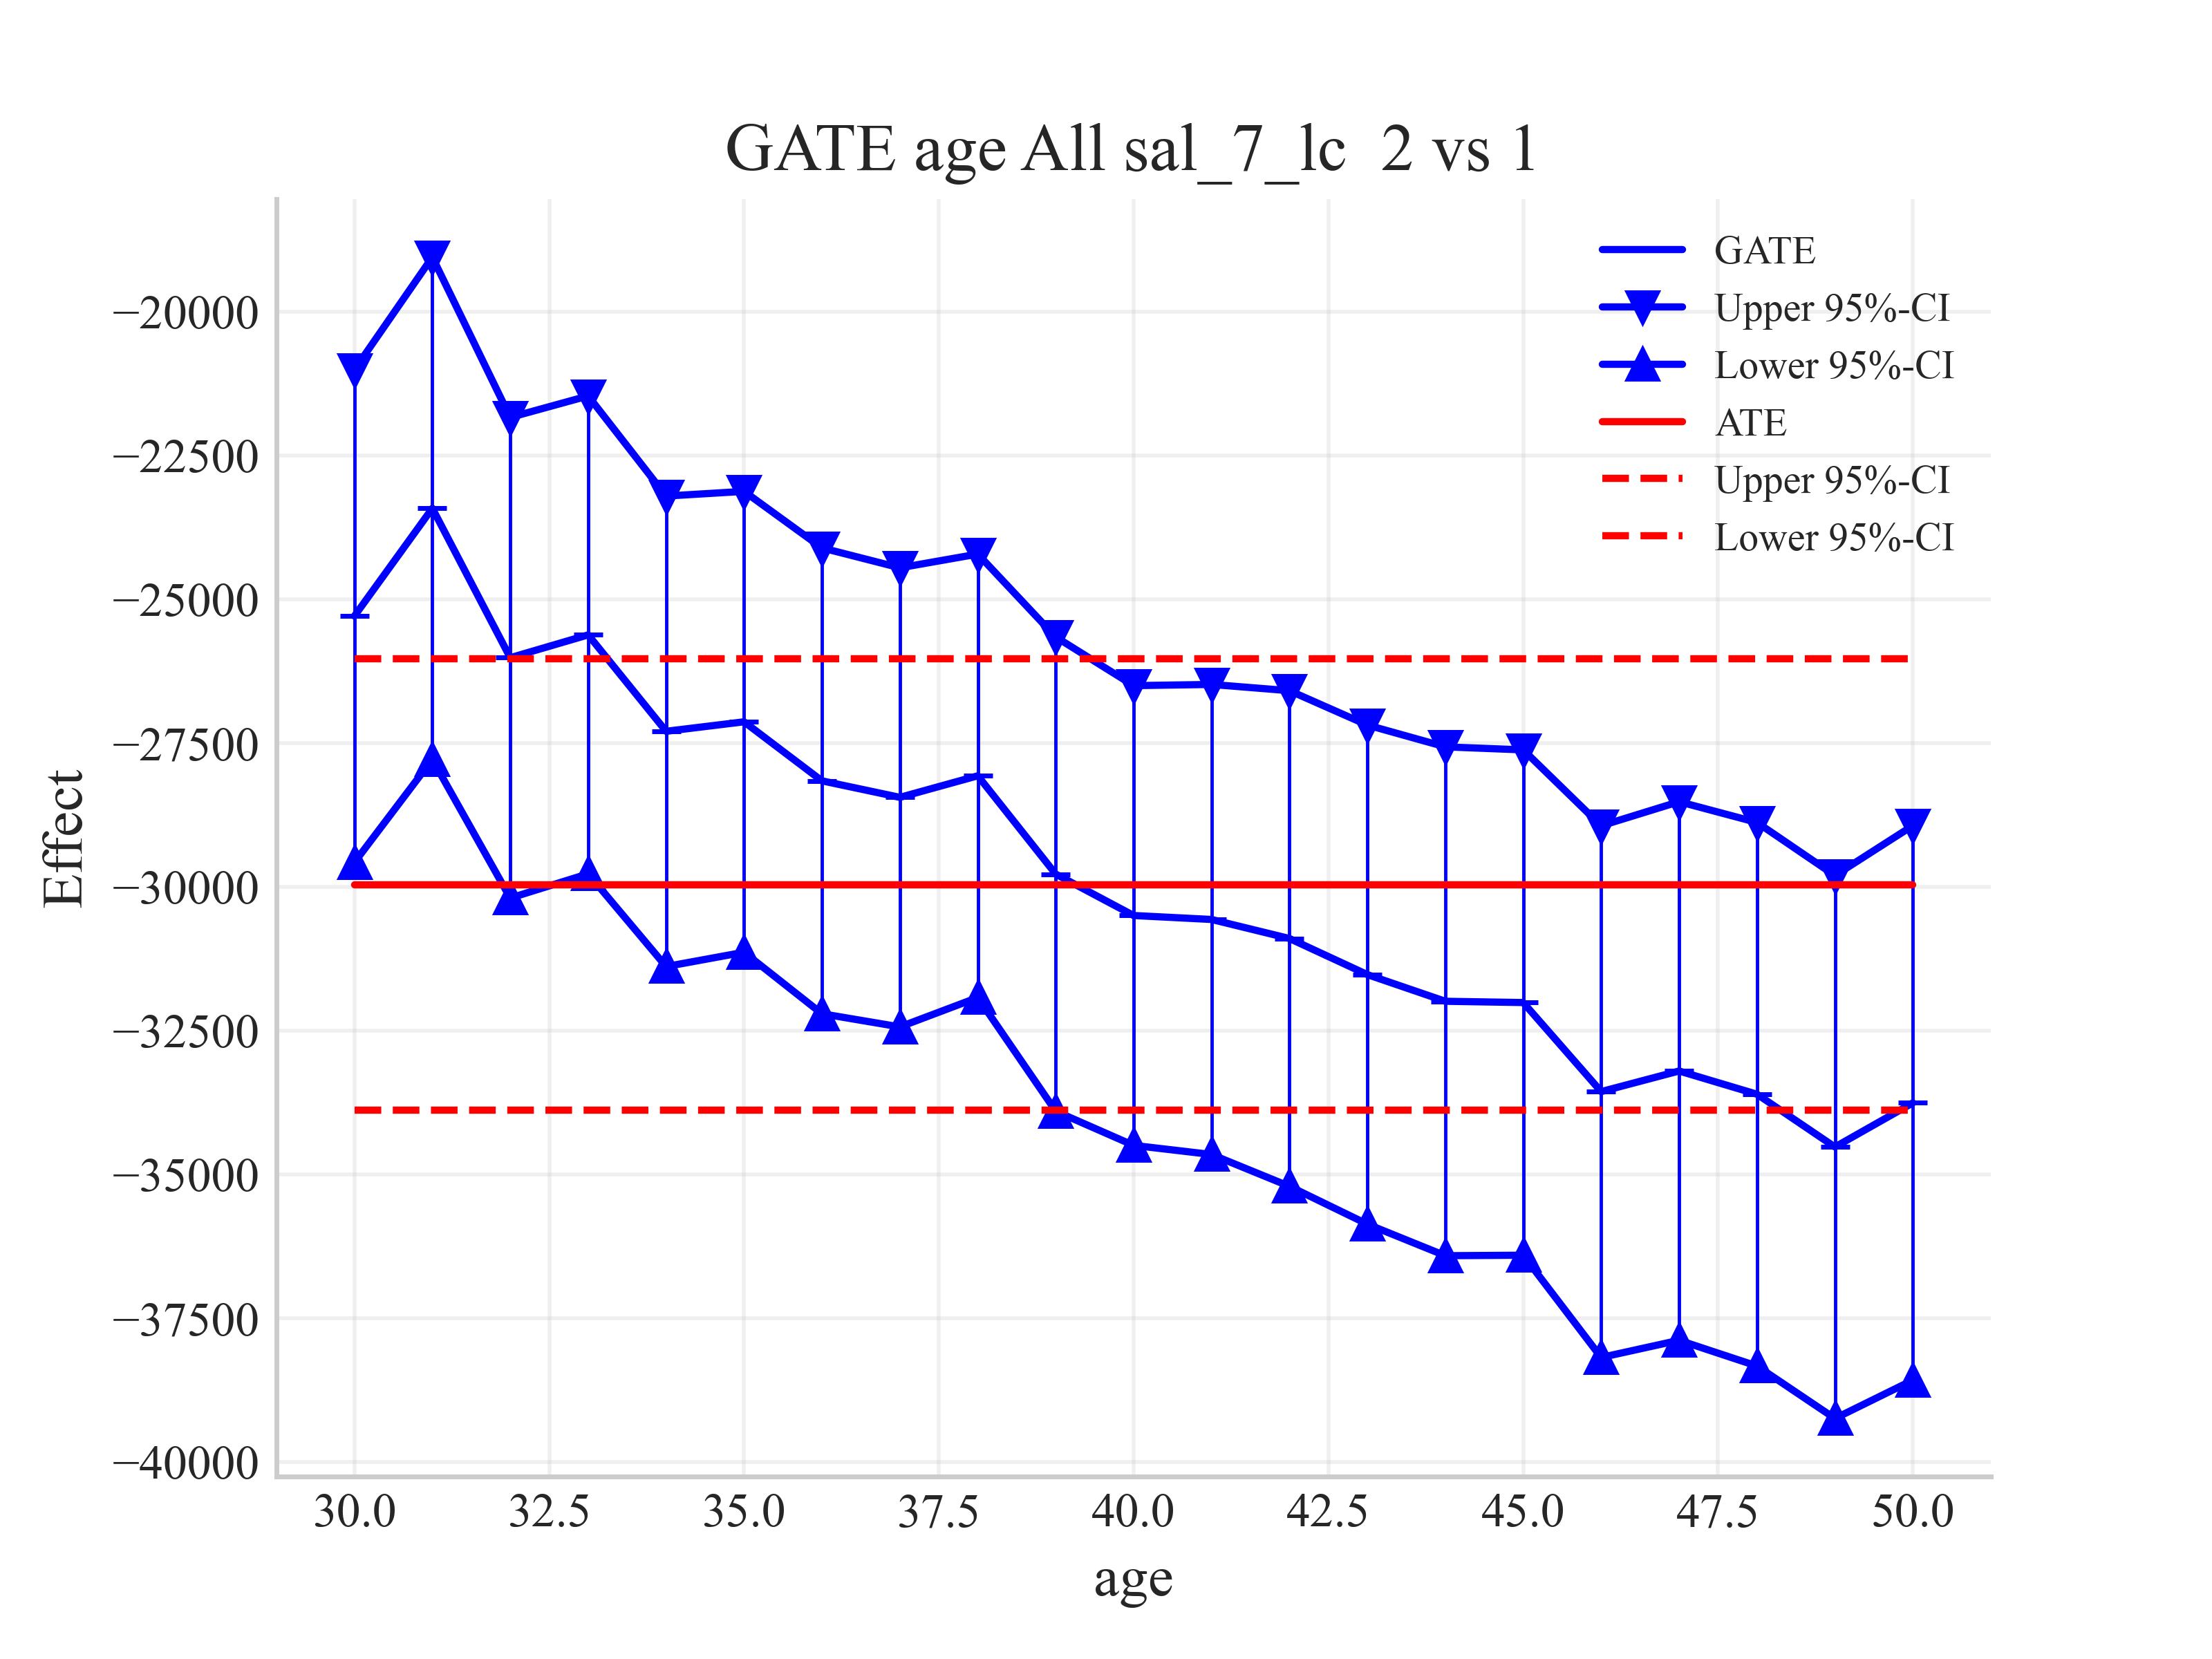 GATE age All sal_7_lc  2 vs 1
GATE
Upper 95%-CI
Lower 95%-CI
ATE
Upper 95%-CI
Lower 95%-CI
−20000
−22500
−25000
−27500
−30000
−32500
−35000
−37500
−40000
Effect
30.0 32.5 35.0 37.5 40.0 42.5 45.0 47.5 50.0
age